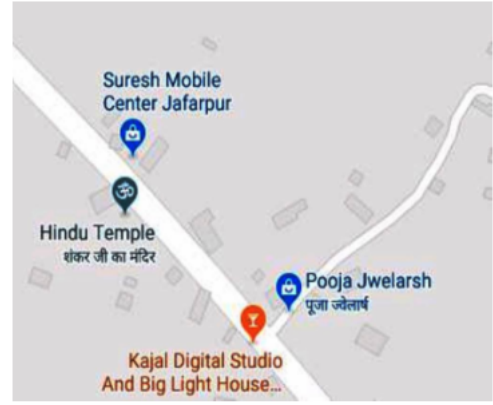 Suresh Mobile
Center Jafarpur
Hindu Temple
शंकर जी का मंदिर
Pooja Jwelarsh
पूजा ज्वेलार्ष
Kajal Digital Studio
And Big Light House...